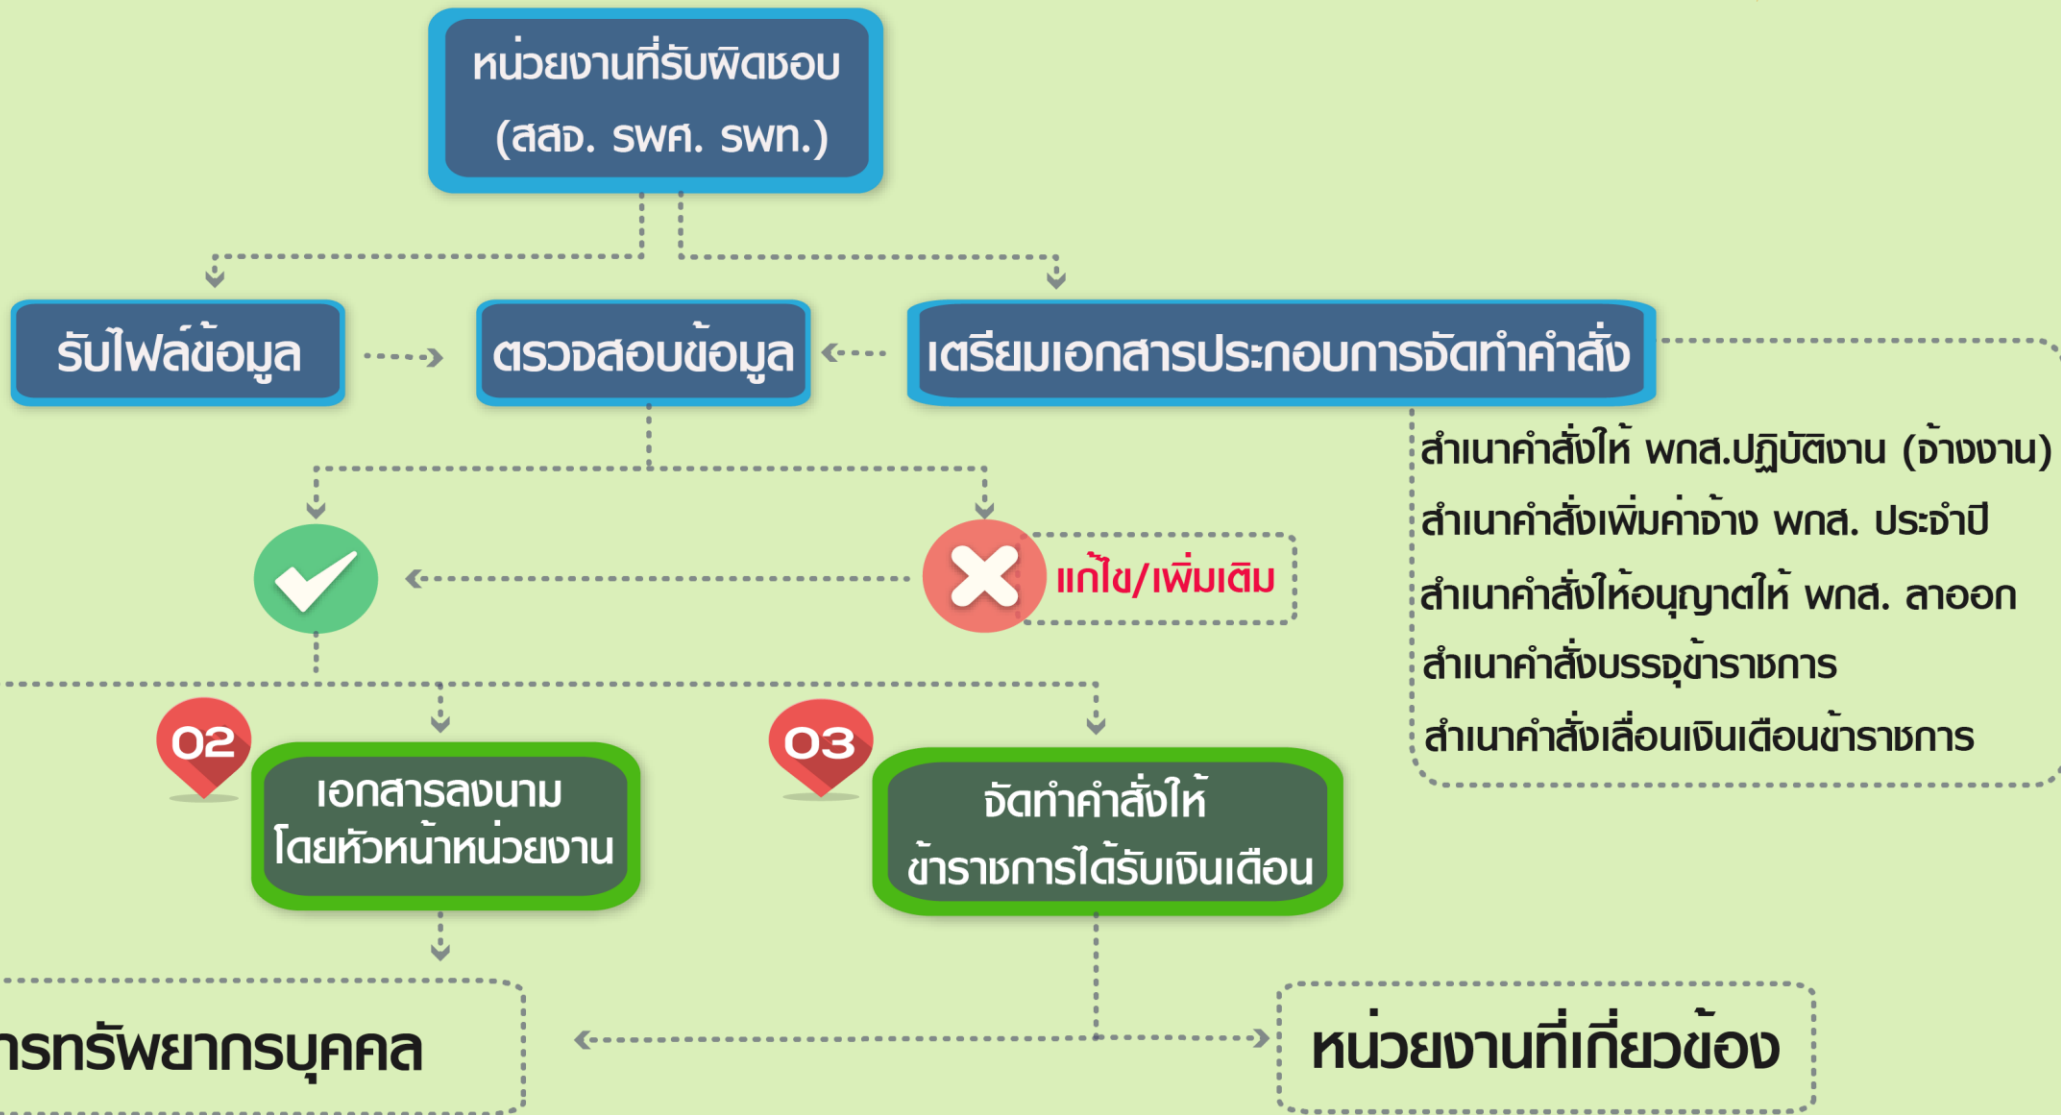 หน่วยงานที่รับผิดชอบ
(สสจ. รพศ. รพท.)
รับไฟล์ข้อมูล
ตรวจสอบข้อมูล
เตรียมเอกสารประกอบการจัดทำคำสั่ง
สำเนาคำสั่งให้ พกส.ปฏิบัติงาน (จ้างงาน)
สำเนาคำสั่งเพิ่มค่าจ้าง พกส. ประจำปี
สำเนาคำสั่งให้อนุญาตให้ พกส. ลาออก
สำเนาคำสั่งบรรจุข้าราชการ
สำเนาคำสั่งเลื่อนเงินเดือนข้าราชการ
แก้ไข/เพิ่มเติม
02
เอกสารลงนาม
โดยหัวหน้าหน่วยงาน
03
จัดทำคำสั่งให้
ข้าราชการได้รับเงินเดือน
ารทรัพยากรบุคคล
หน่วยงานที่เกี่ยวข้อง